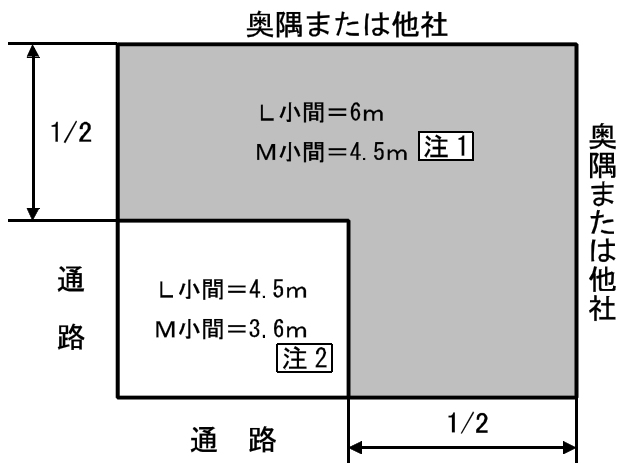 奥隅または他社
1/2
L小間=6m
M小間=4.5m 注1
奥隅または他社
通路
L小間=4.5m
M小間=3.6m
注2
通 路
1/2